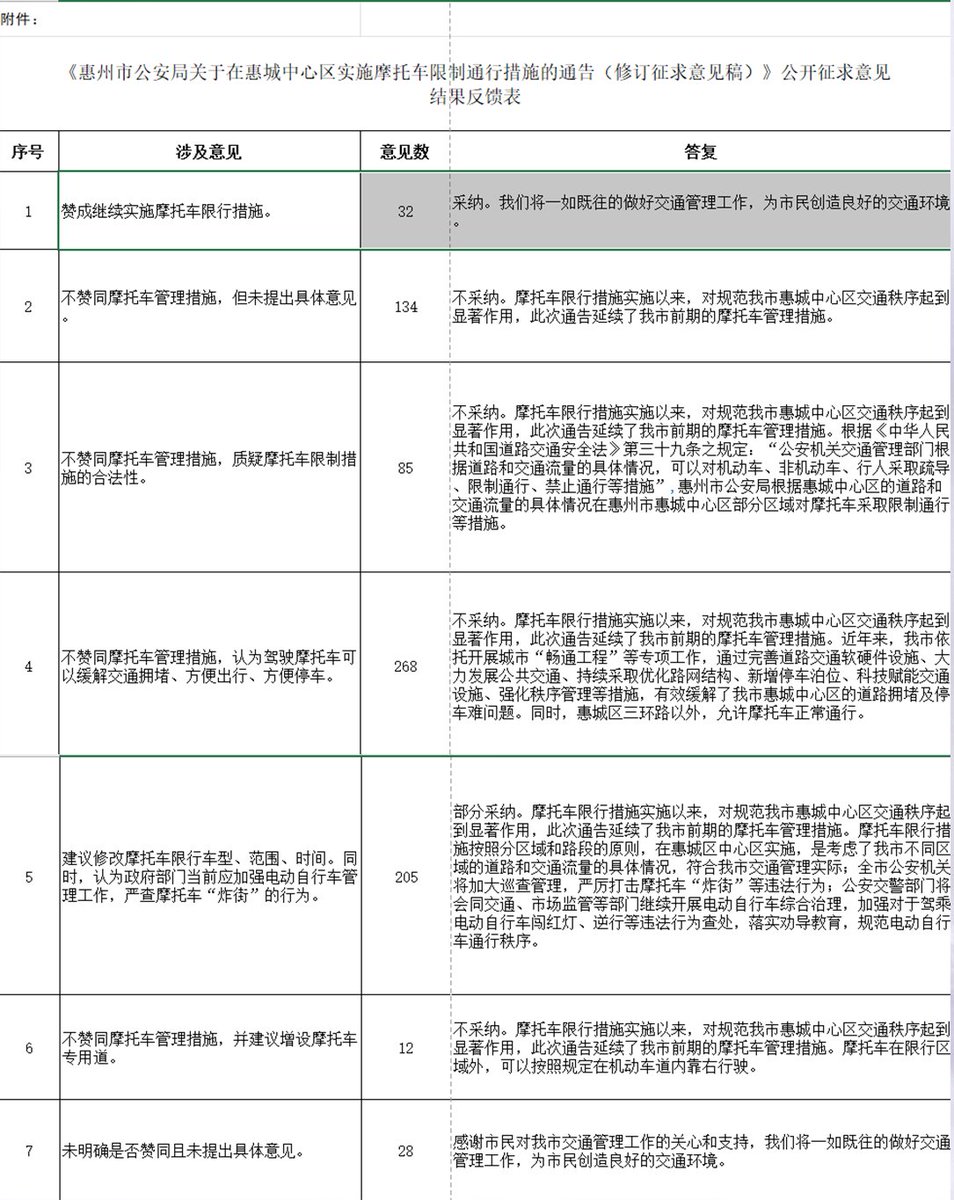 附件：
《惠州市公安局关于在惠城中心区实施摩托车限制通行措施的通告（修订征求意见稿）》公开征求意见
结果反馈表
序号 涉及意见 意见数 答复
1
赞成继续实施摩托车限行措施。
32
采纳。我们将一如既往的做好交通管理工作，为市民创造良好的交通环境
。
2
不赞同摩托车管理措施，但未提出具体意见
。
134
不采纳。摩托车限行措施实施以来，对规范我市惠城中心区交通秩序起到
显著作用，此次通告延续了我市前期的摩托车管理措施。
3
不赞同摩托车管理措施，质疑摩托车限制措
施的合法性。
85
不采纳。摩托车限行措施实施以来，对规范我市惠城中心区交通秩序起到
显著作用，此次通告延续了我市前期的摩托车管理措施。根据《中华人民
共和国道路交通安全法》第三十九条之规定：“公安机关交通管理部门根
据道路和交通流量的具体情况，可以对机动车、非机动车、行人采取疏导
、限制通行、禁止通行等措施”,惠州市公安局根据惠城中心区的道路和
交通流量的具体情况在惠州市惠城中心区部分区域对摩托车采取限制通行
等措施。
4
不赞同摩托车管理措施，认为驾驶摩托车可
以缓解交通拥堵、方便出行、方便停车。
268
不采纳。摩托车限行措施实施以来，对规范我市惠城中心区交通秩序起到
显著作用，此次通告延续了我市前期的摩托车管理措施。近年来，我市依
托开展城市“畅通工程”等专项工作，通过完善道路交通软硬件设施、大
力发展公共交通、持续采取优化路网结构、新增停车泊位、科技赋能交通
设施、强化秩序管理等措施，有效缓解了我市惠城中心区的道路拥堵及停
车难问题。同时，惠城区三环路以外，允许摩托车正常通行。
5
建议修改摩托车限行车型、范围、时间。同
时，认为政府部门当前应加强电动自行车管
理工作，严查摩托车“炸街”的行为。
205
部分采纳。摩托车限行措施实施以来，对规范我市惠城中心区交通秩序起
到显著作用，此次通告延续了我市前期的摩托车管理措施。摩托车限行措
施按照分区域和路段的原则，在惠城区中心区实施，是考虑了我市不同区
域的道路和交通流量的具体情况，符合我市交通管理实际；全市公安机关
将加大巡查管理，严厉打击摩托车“炸街”等违法行为；公安交警部门将
会同交通、市场监管等部门继续开展电动自行车综合治理，加强对于驾乘
电动自行车闯红灯、逆行等违法行为查处，落实劝导教育，规范电动自行
车通行秩序。
6
不赞同摩托车管理措施，并建议增设摩托车
专用道。
12
不采纳。摩托车限行措施实施以来，对规范我市惠城中心区交通秩序起到
显著作用，此次通告延续了我市前期的摩托车管理措施。摩托车在限行区
域外，可以按照规定在机动车道内靠右行驶。
7
未明确是否赞同且未提出具体意见。
28
感谢市民对我市交通管理工作的关心和支持，我们将一如既往的做好交通
管理工作，为市民创造良好的交通环境。